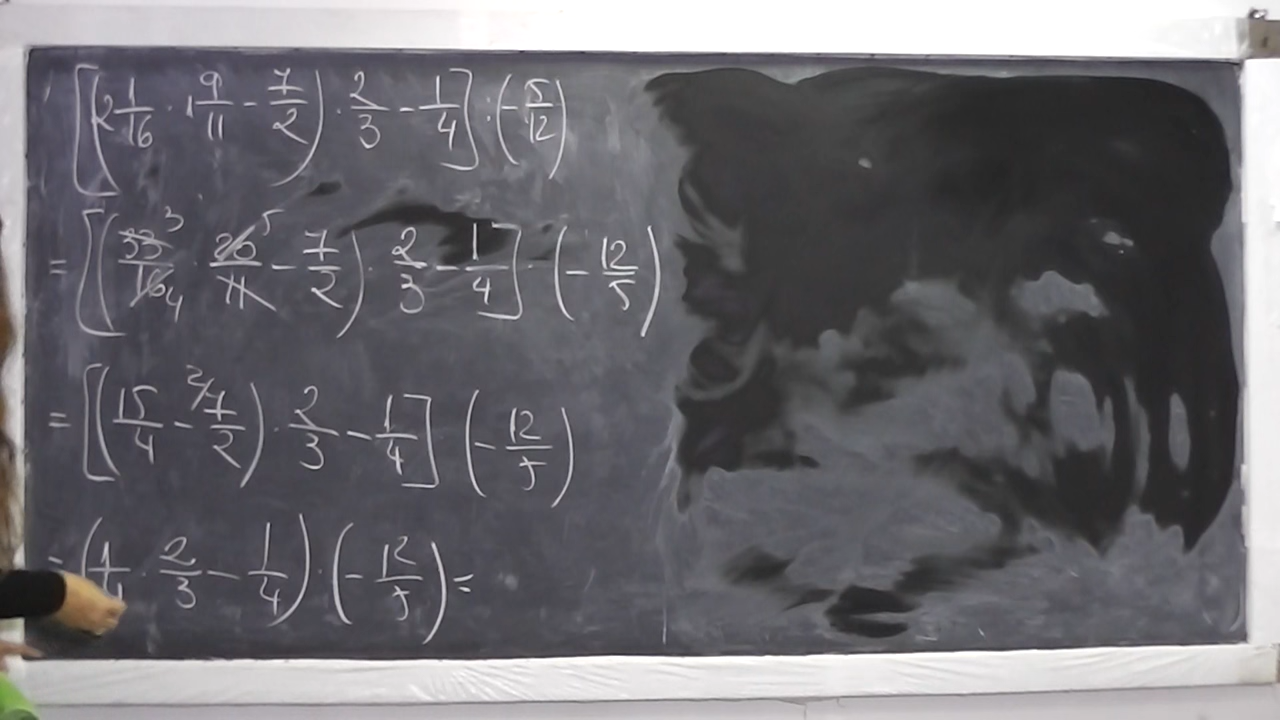 [(2 1/16 · 1 9/11 - 7/2) · 2/3 - 1/4] : (-5/12)
= [(33/16 · 20/11 - 7/2) · 2/3 - 1/4] · (-12/5)
= [(15/4 - 7/2) · 2/3 - 1/4] (-12/5)
= (1/4 · 2/3 - 1/4) · (-12/5) =